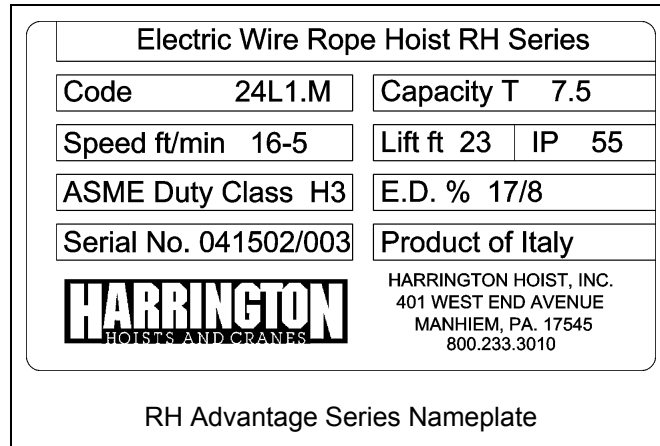 Electric Wire Rope Hoist RH Series
Code 24L1.M
Capacity T 7.5
Speed ft/min 16-5
Lift ft 23 IP 55
ASME Duty Class H3
E.D. % 17/8
Serial No. 041502/003
Product of Italy
HARRINGTON
HOISTS AND CRANES
HARRINGTON HOIST, INC.
401 WEST END AVENUE
MANHIEM, PA. 17545
800.233.3010
RH Advantage Series Nameplate